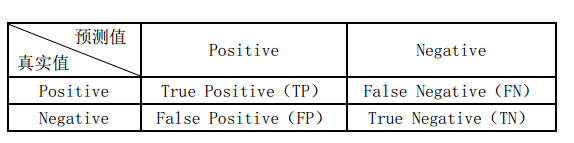 预测值
真实值
Positive
Negative
Positive
True Positive（TP）
False Negative（FN）
Negative
False Positive（FP）
True Negative（TN）